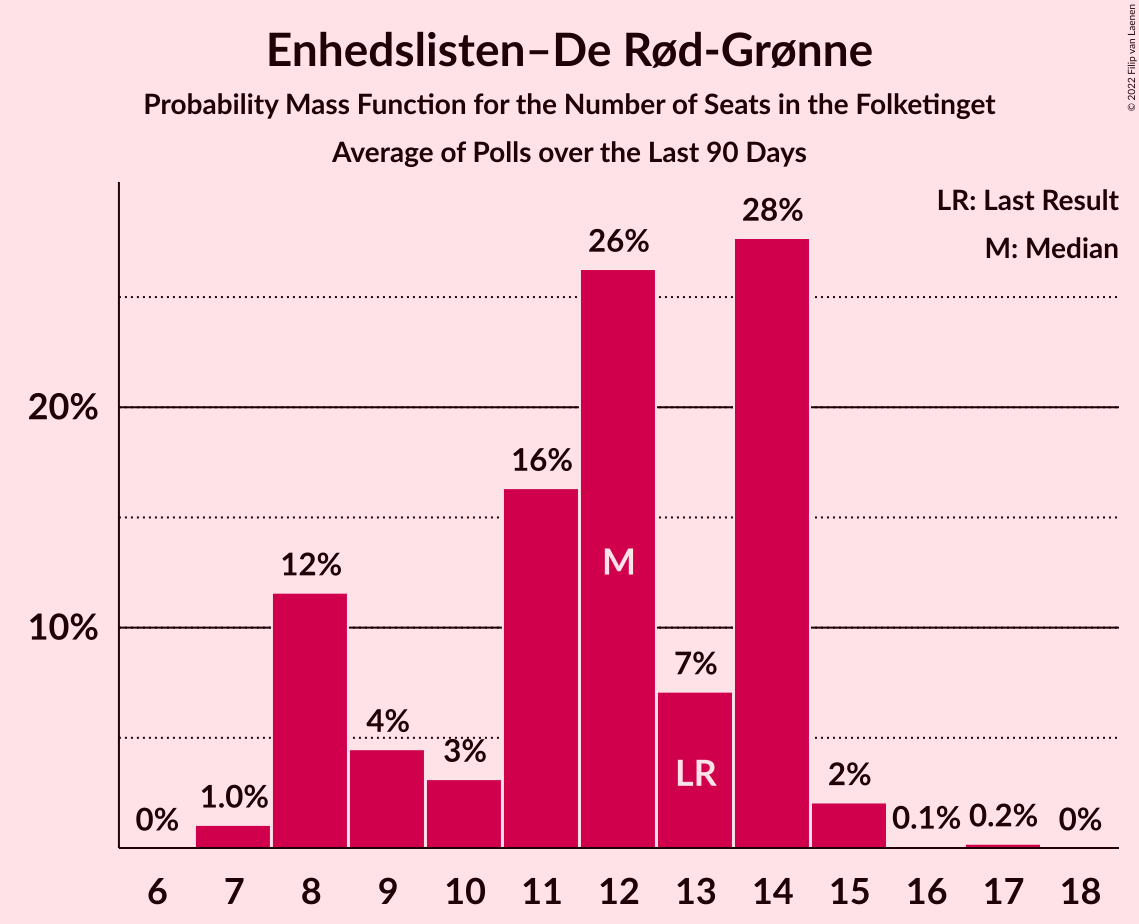 Enhedslisten–De Rød-Grønne
Probability Mass Function for the Number of Seats in the Folketinget
Average of Polls over the Last 90 Days
© 2022 Filip van Laenen
LR: Last Result
M: Median
20%
10%
0%
1.0%
12%
4%
3%
16%
26%
7%
28%
2%
0.1%
0.2%
0%
M
LR
6 7 8 9 10 11 12 13 14 15 16 17 18